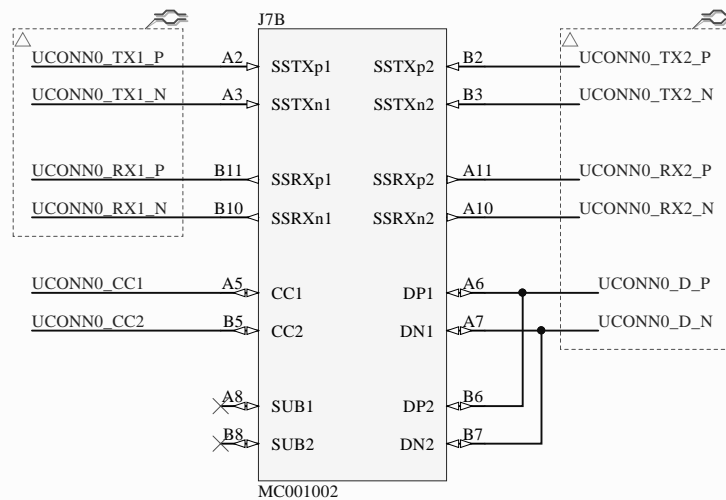 J7B
UCONN0_TX1_P A2 SSTXp1 SSTXp2 B2 UCONN0_TX2_P
UCONN0_TX1_N A3 SSTXn1 SSTXn2 B3 UCONN0_TX2_N
UCONN0_RX1_P B11 SSRXp1 SSRXp2 A11 UCONN0_RX2_P
UCONN0_RX1_N B10 SSRXn1 SSRXn2 A10 UCONN0_RX2_N
UCONN0_CC1 A5 CC1 DP1 A6 UCONN0_D_P
UCONN0_CC2 B5 CC2 DN1 A7 UCONN0_D_N
A8 SUB1 DP2 B6
B8 SUB2 DN2 B7
MC001002